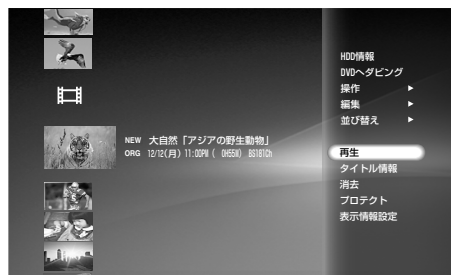 NEW 大自然「アジアの野生動物」
ORG 12/12(月) 11:00PM ( 0H55M) BS181Ch
HDD情報
DVDへダビング
操作 ▶
編集 ▶
並び替え ▶
再生
タイトル情報
消去
プロテクト
表示情報設定